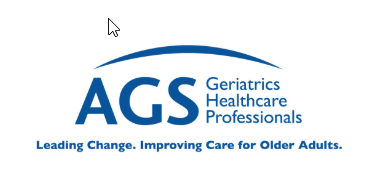 AGS Geriatrics
Healthcare
Professionals
Leading Change. Improving Care for Older Adults.